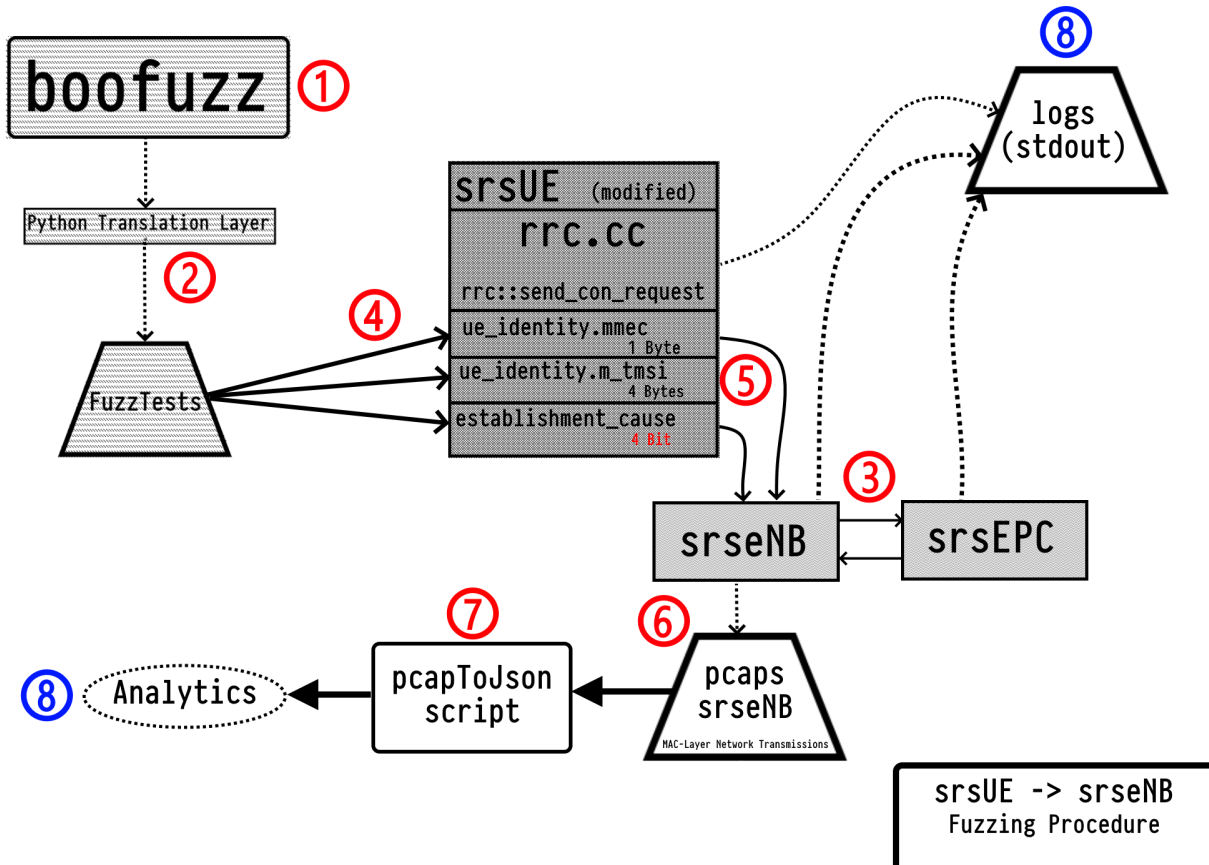 boofuzz
1
Python Translation Layer
2
FuzzTests
4
srsUE (modified)
rrc.cc
rrc::send_con_request
ue_identity.mmec
1 Byte
ue_identity.m_tmsi
4 Bytes
establishment_cause
4 Bit
5
8
logs
(stdout)
3
srseNB
srsEPC
6
pcaps
srseNB
MAC-Layer Network Transmissions
7
pcapToJson
script
8
Analytics
srsUE -> srseNB
Fuzzing Procedure